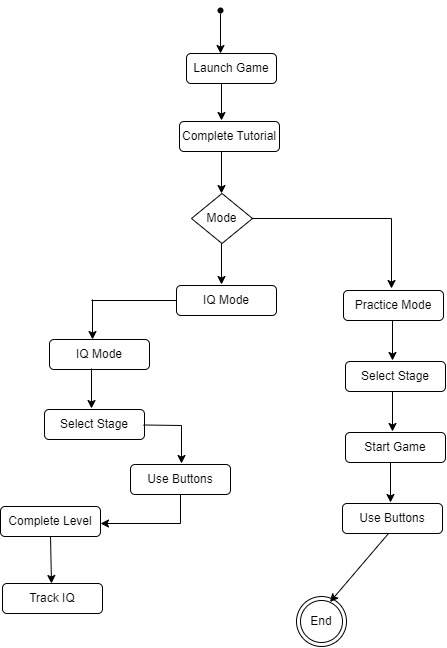 Launch Game
Complete Tutorial
Mode
IQ Mode
Practice Mode
IQ Mode
Select Stage
Select Stage
Start Game
Use Buttons
Complete Level
Use Buttons
Track IQ
End